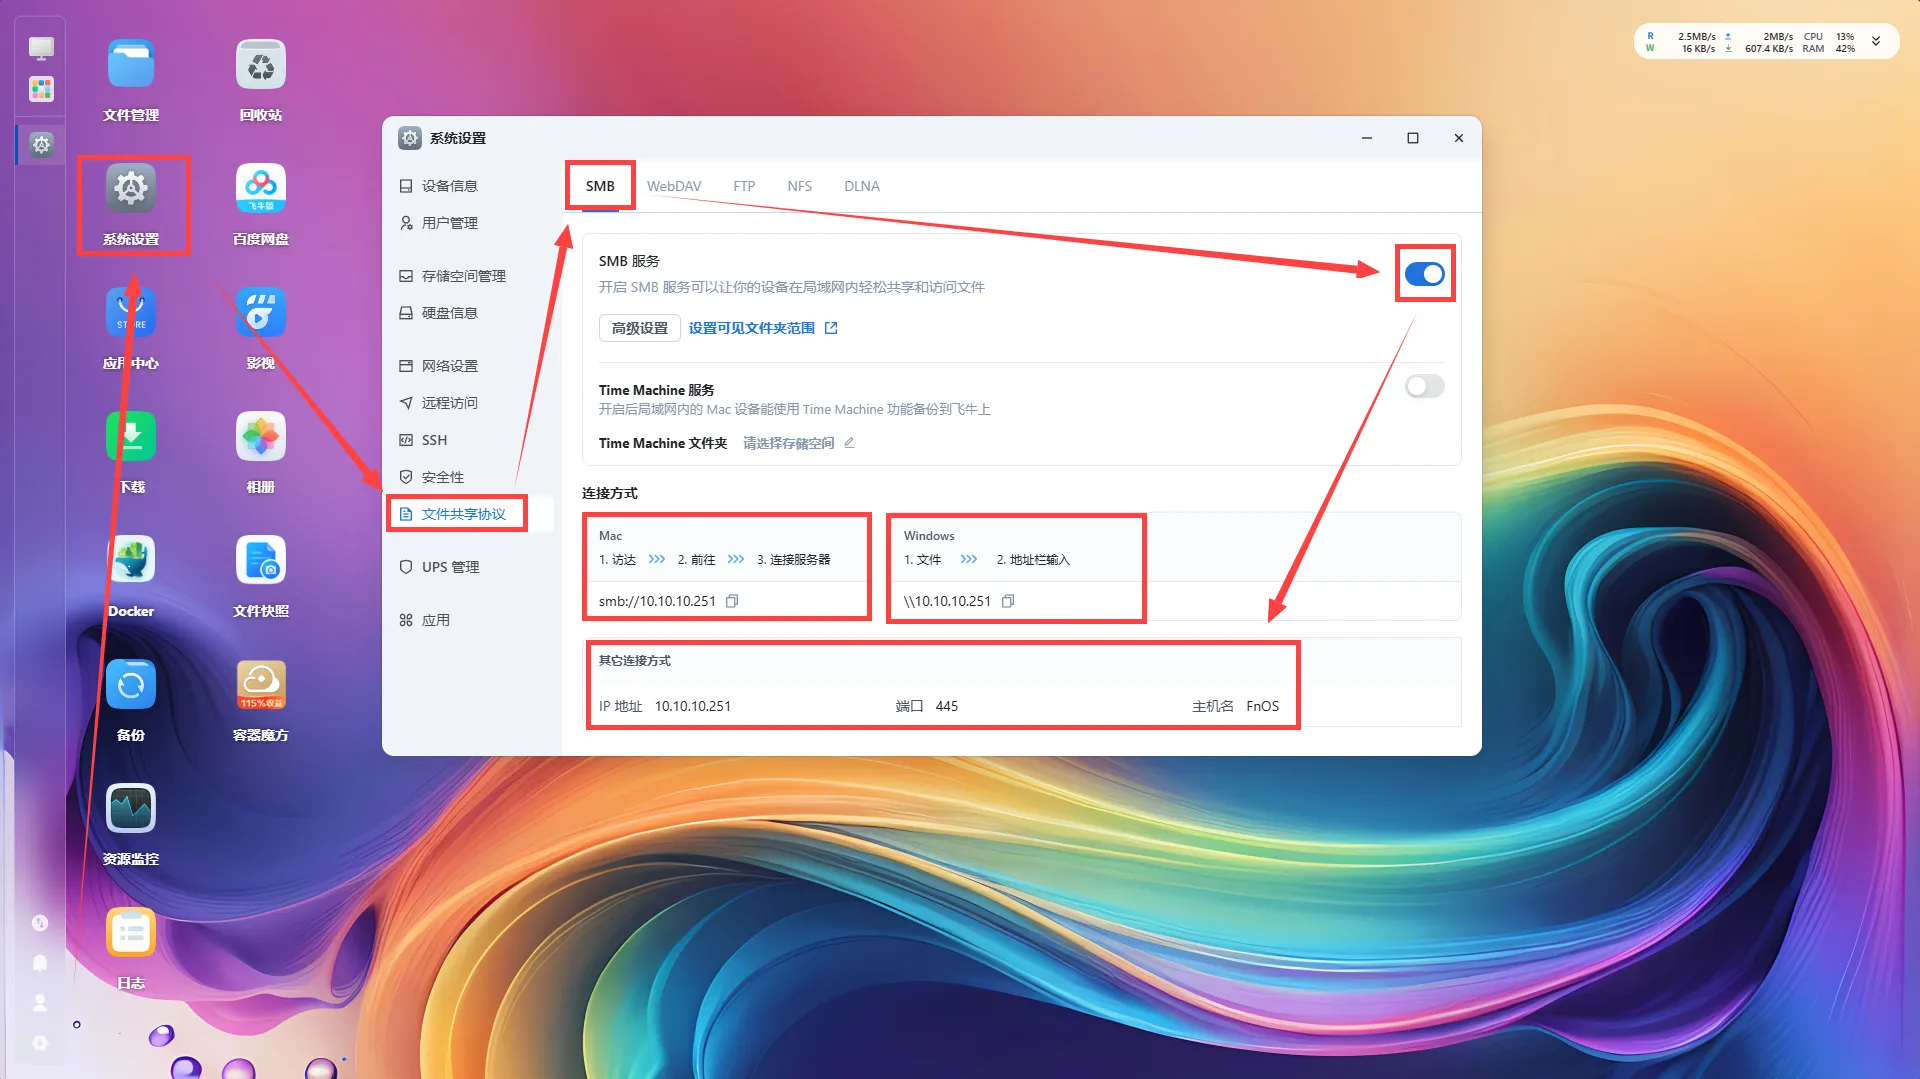 R 2.5MB/s 2MB/s CPU 13%
W 16 KB/s 607.4 KB/s RAM 42%
文件管理
回收站
系统设置
百度网盘
飞牛版
STORE
应用中心
影视
下载
相册
Docker
文件快照
备份
115%收益
容器魔方
资源监控
日志
系统设置
设备信息
用户管理
存储空间管理
硬盘信息
网络设置
远程访问
SSH
安全性
文件共享协议
UPS 管理
应用
SMB WebDAV FTP NFS DLNA
SMB 服务
开启 SMB 服务可以让你的设备在局域网内轻松共享和访问文件
高级设置 设置可见文件夹范围
Time Machine 服务
开启后局域网内的 Mac 设备能使用 Time Machine 功能备份到飞牛上
Time Machine 文件夹 请选择存储空间
连接方式
Mac
1. 访达 2. 前往 3. 连接服务器
smb://10.10.10.251
Windows
1. 文件 2. 地址栏输入
\\10.10.10.251
其它连接方式
IP 地址 10.10.10.251 端口 445 主机名 FnOS